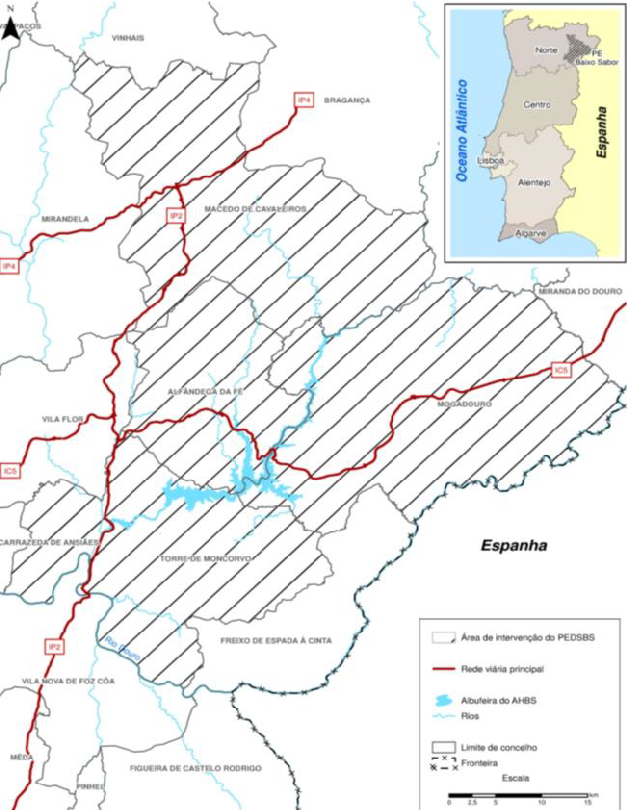 N
VINHAIS
IP4
BRAGANÇA
Norte
PE
Baixo Sabor
Centro
Lisboa
Alentejo
Algarve
Oceano Atlântico
Espanha
MIRANDELA
IP2
MACEDO DE CAVALEIROS
IP4
MIRANDA DO DOURO
IC5
ALFÂNDEGA DA FÉ
MOGADOURO
VILA FLOR
IC5
CARRAZEDA DE ANSIÃES
TORRE DE MONCORVO
Espanha
Rio Douro
FREIXO DE ESPADA À CINTA
IP2
VILA NOVA DE FOZ CÔA
MÊDA
PINHEL
FIGUEIRA DE CASTELO RODRIGO
Área de intervenção do PEDSBS
Rede viária principal
Albufeira do AHBS
Rios
Limite de concelho
Fronteira
Escala
0 2,5 5 10 15
km